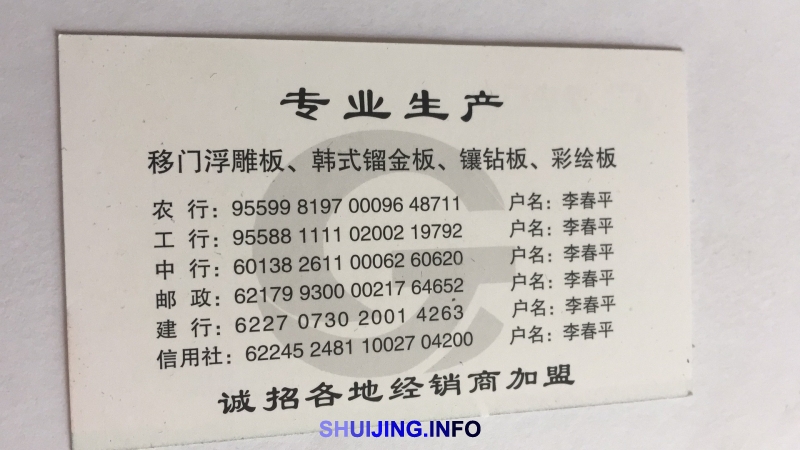 专业生产
移门浮雕板、韩式镏金板、镶钻板、彩绘板
农 行：95599 8197 00096 48711 户名：李春平
工 行：95588 1111 02002 19792 户名：李春平
中 行：60138 2611 00062 60620 户名：李春平
邮 政：62179 9300 00217 64652 户名：李春平
建 行：6227 0730 2001 4263 户名：李春平
信用社：62245 2481 10027 04200 户名：李春平
诚招各地经销商加盟
SHUIJING.INFO